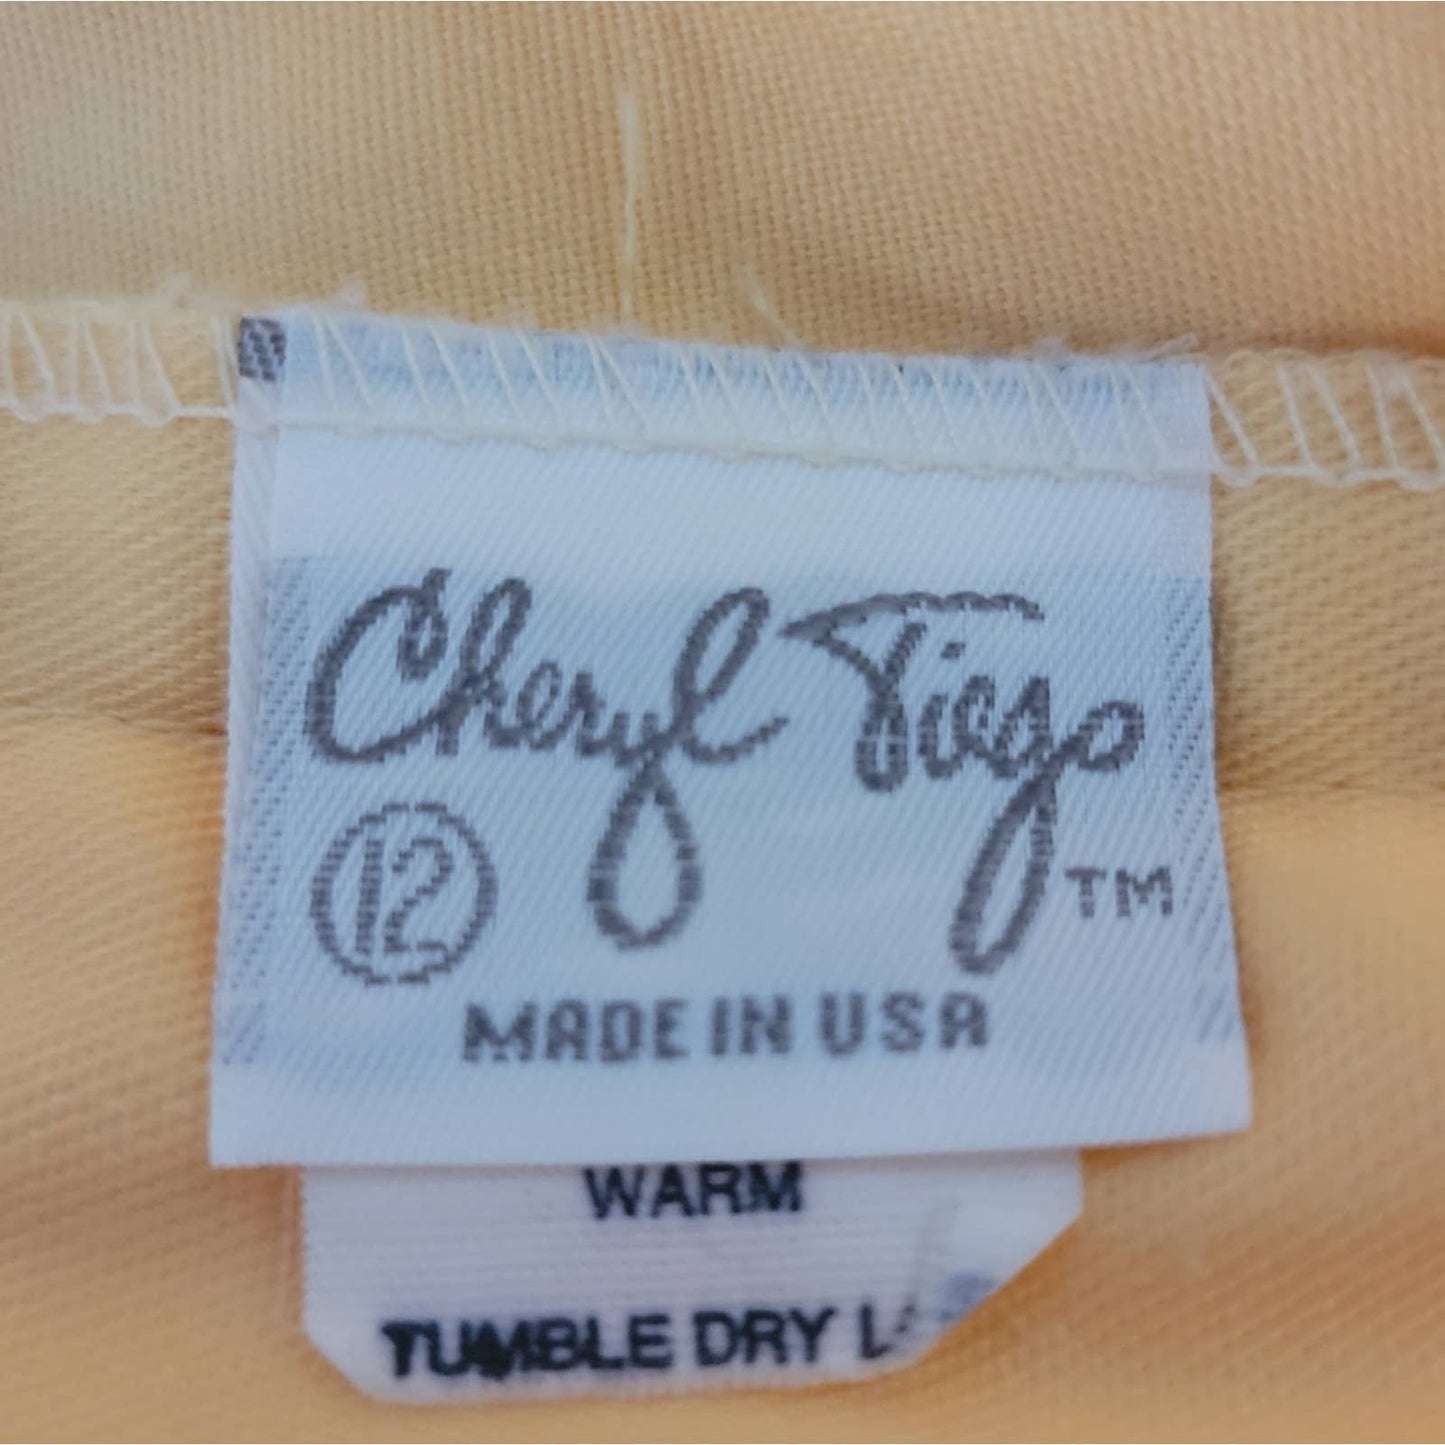 Cheryl Tiegs
12
TM
MADE IN USA
WARM
TUMBLE DRY